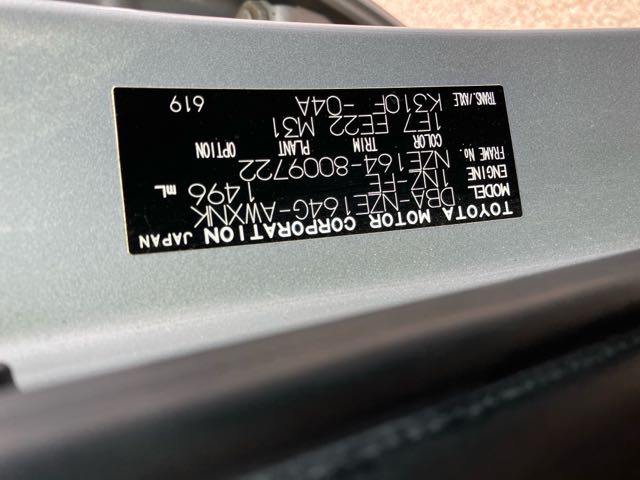 TOYOTA MOTOR CORPORATION JAPAN
MODEL DBA-NZE164G-AWXNK
ENGINE 1NZ-FE 1496 mL
FRAME No. NZE164-8009722
COLOR TRIM PLANT OPTION
1E7 EE22 M31
TRANS./AXLE K310F -04A
619